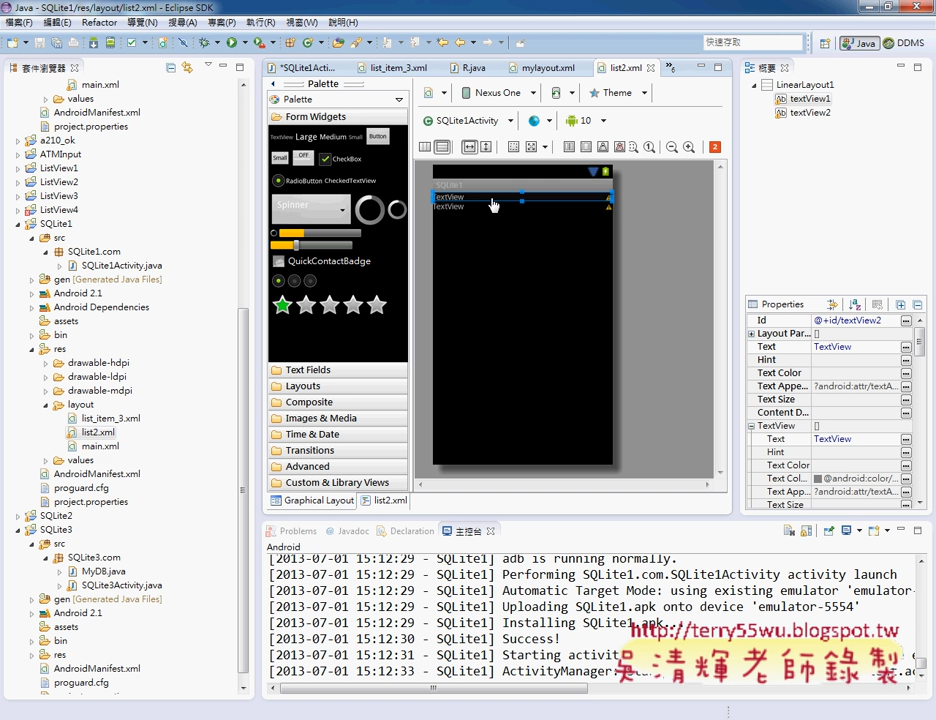 Java - SQLite1/res/layout/list2.xml - Eclipse SDK
檔案(F) 編輯(E) Refactor 導覽(N) 搜尋(A) 專案(P) 執行(R) 視窗(W) 說明(H)
快速存取 Java DDMS
套件瀏覽器
main.xml
values
AndroidManifest.xml
project.properties
a210_ok
ATMInput
ListView1
ListView2
ListView3
ListView4
SQLite1
src
SQLite1.com
SQLite1Activity.java
gen [Generated Java Files]
Android 2.1
Android Dependencies
assets
bin
res
drawable-hdpi
drawable-ldpi
drawable-mdpi
layout
list_item_3.xml
list2.xml
main.xml
values
AndroidManifest.xml
proguard.cfg
project.properties
SQLite2
SQLite3
src
SQLite3.com
MyDB.java
SQLite3Activity.java
gen [Generated Java Files]
Android 2.1
assets
bin
res
AndroidManifest.xml
proguard.cfg
*SQLite1Acti... list_item_3.xml R.java mylayout.xml list2.xml 6
Palette
Palette
Form Widgets
TextView Large Medium Small Button
Small OFF CheckBox
RadioButton CheckedTextView
Spinner
QuickContactBadge
Text Fields
Layouts
Composite
Images & Media
Time & Date
Transitions
Advanced
Custom & Library Views
Graphical Layout list2.xml
Nexus One Theme
SQLite1Activity 10
2
SQLite1
TextView
TextView
概要
LinearLayout1
textView1
textView2
Properties
Id @+id/textView2
Layout Par... []
Text TextView
Hint
Text Color
Text Appe... ?android:attr/textA...
Text Size
Content D...
TextView []
Text TextView
Hint
Text Color
Text Col... @android:color/...
Text App... ?android:attr/textA...
Text Size
Problems Javadoc Declaration 主控台
Android
[2013-07-01 15:12:29 - SQLite1] adb is running normally.
[2013-07-01 15:12:29 - SQLite1] Performing SQLite1.com.SQLite1Activity activity launch
[2013-07-01 15:12:29 - SQLite1] Automatic Target Mode: using existing emulator 'emulator-
[2013-07-01 15:12:29 - SQLite1] Uploading SQLite1.apk onto device 'emulator-5554'
[2013-07-01 15:12:29 - SQLite1] Installing SQLite1.apk...
[2013-07-01 15:12:30 - SQLite1] Success!
[2013-07-01 15:12:31 - SQLite1] Starting activit
[2013-07-01 15:12:33 - SQLite1] ActivityManager:
http://terry55wu.blogspot.tw
吳清輝老師錄製